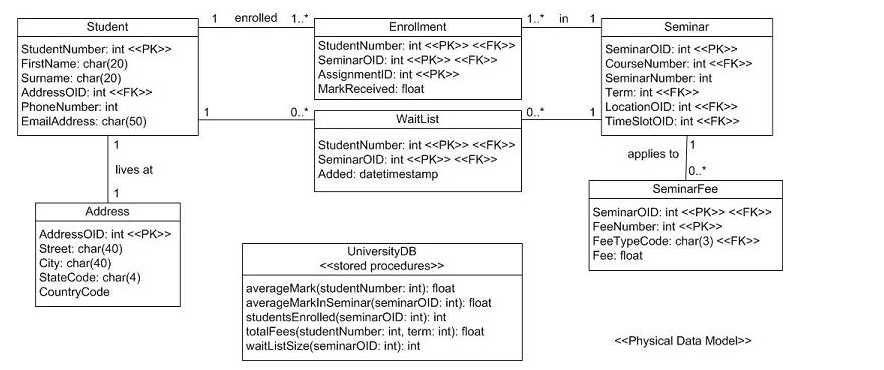 Student
StudentNumber: int <<PK>>
FirstName: char(20)
Surname: char(20)
AddressOID: int <<FK>>
PhoneNumber: int
EmailAddress: char(50)
1 enrolled 1..*
Enrollment
StudentNumber: int <<PK>> <<FK>>
SeminarOID: int <<PK>> <<FK>>
AssignmentID: int <<PK>>
MarkReceived: float
1..* in 1
Seminar
SeminarOID: int <<PK>>
CourseNumber: int <<FK>>
SeminarNumber: int
Term: int <<FK>>
LocationOID: int <<FK>>
TimeSlotOID: int <<FK>>
1 0..*
WaitList
StudentNumber: int <<PK>> <<FK>>
SeminarOID: int <<PK>> <<FK>>
Added: datetimestamp
0..* 1
1
lives at
1
Address
AddressOID: int <<PK>>
Street: char(40)
City: char(40)
StateCode: char(4)
CountryCode
1
applies to
0..*
SeminarFee
SeminarOID: int <<PK>> <<FK>>
FeeNumber: int <<PK>>
FeeTypeCode: char(3) <<FK>>
Fee: float
UniversityDB
<<stored procedures>>
averageMark(studentNumber: int): float
averageMarkInSeminar(seminarOID: int): float
studentsEnrolled(seminarOID: int): int
totalFees(studentNumber: int, term: int): float
waitListSize(seminarOID: int): int
<<Physical Data Model>>